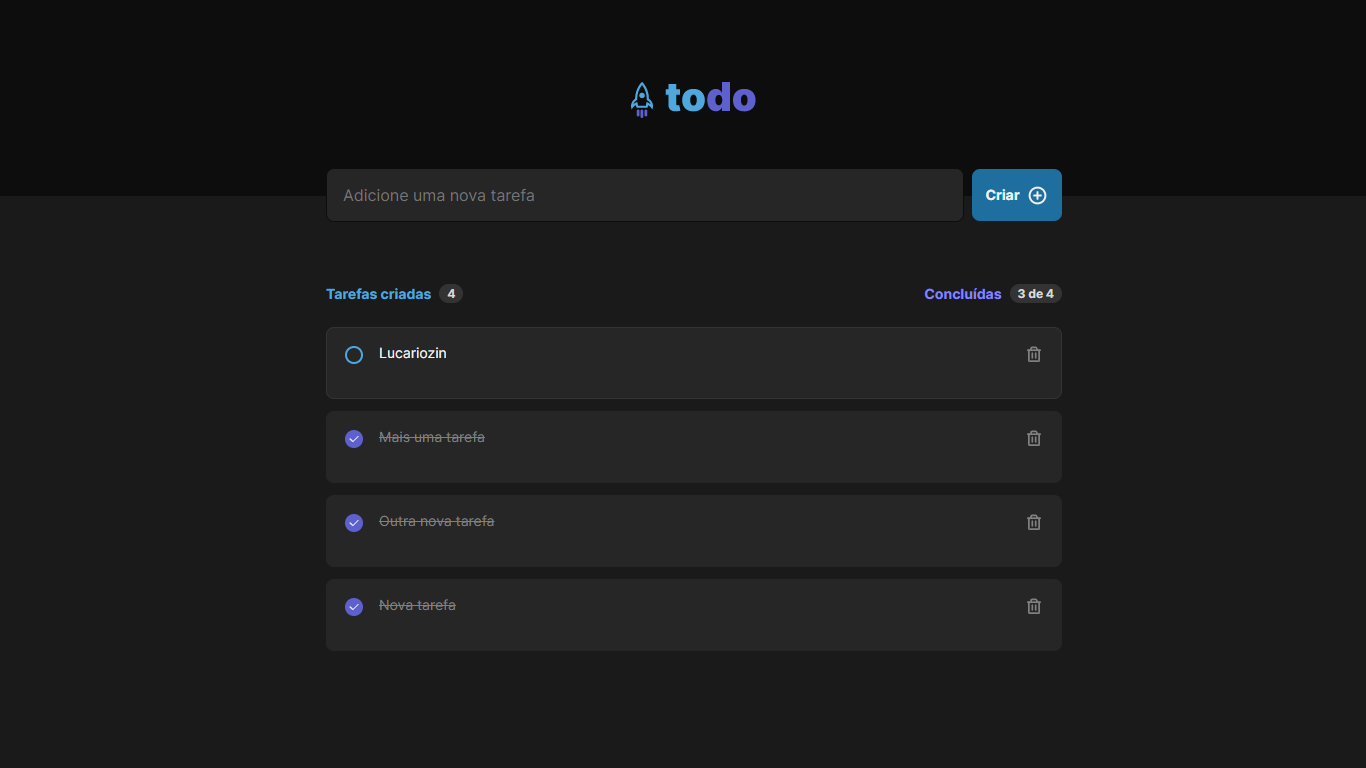 todo
Adicione uma nova tarefa
Criar
Tarefas criadas 4
Concluídas 3 de 4
Lucariozin
Mais uma tarefa
Outra nova tarefa
Nova tarefa